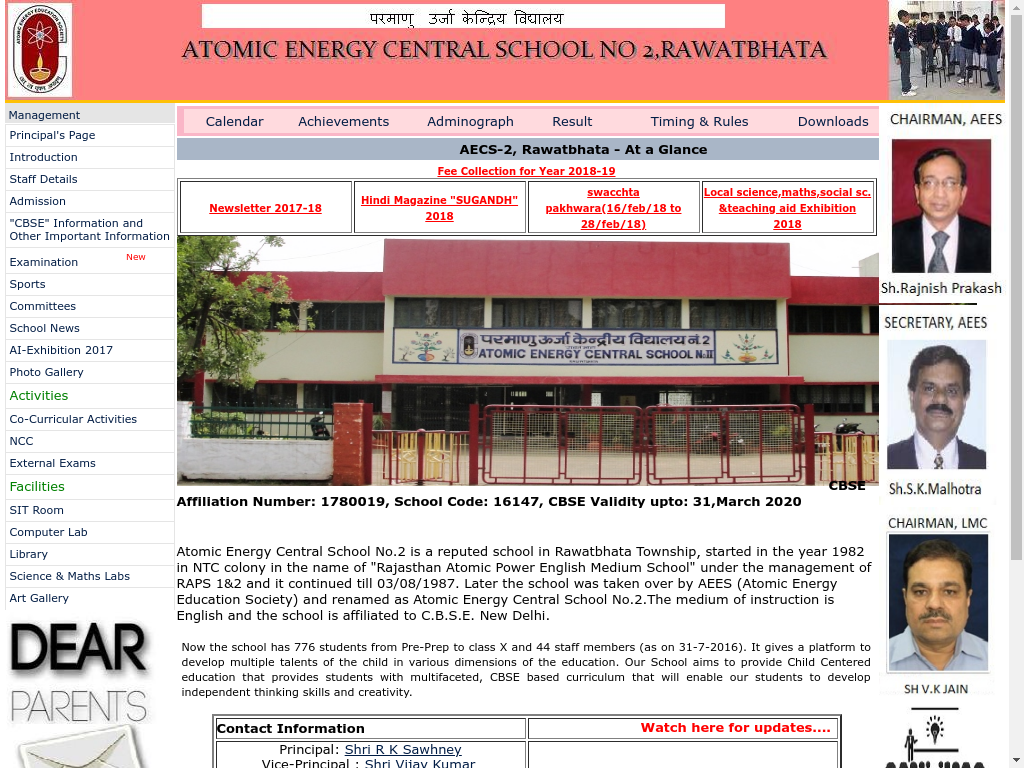 परमाणु ऊर्जा केन्द्रिय विद्यालय
ATOMIC ENERGY CENTRAL SCHOOL NO 2,RAWATBHATA
Management
Principal's Page
Introduction
Staff Details
Admission
"CBSE" Information and
Other Important Information
Examination New
Sports
Committees
School News
AI-Exhibition 2017
Photo Gallery
Activities
Co-Curricular Activities
NCC
External Exams
Facilities
SIT Room
Computer Lab
Library
Science & Maths Labs
Art Gallery
DEAR
PARENTS
Calendar Achievements Adminograph Result Timing & Rules Downloads
AECS-2, Rawatbhata - At a Glance
Fee Collection for Year 2018-19
Newsletter 2017-18
Hindi Magazine "SUGANDH"
2018
swacchta
pakhwara(16/feb/18 to
28/feb/18)
Local science,maths,social sc.
&teaching aid Exhibition
2018
परमाणु ऊर्जा केन्द्रीय विद्यालय नं.2
ATOMIC ENERGY CENTRAL SCHOOL No II
CBSE
Affiliation Number: 1780019, School Code: 16147, CBSE Validity upto: 31,March 2020
Atomic Energy Central School No.2 is a reputed school in Rawatbhata Township, started in the year 1982
in NTC colony in the name of "Rajasthan Atomic Power English Medium School" under the management of
RAPS 1&2 and it continued till 03/08/1987. Later the school was taken over by AEES (Atomic Energy
Education Society) and renamed as Atomic Energy Central School No.2.The medium of instruction is
English and the school is affiliated to C.B.S.E. New Delhi.
Now the school has 776 students from Pre-Prep to class X and 44 staff members (as on 31-7-2016). It gives a platform to
develop multiple talents of the child in various dimensions of the education. Our School aims to provide Child Centered
education that provides students with multifaceted, CBSE based curriculum that will enable our students to develop
independent thinking skills and creativity.
Contact Information
Watch here for updates....
Principal: Shri R K Sawhney
Vice-Principal : Shri Vijay Kumar
CHAIRMAN, AEES
Sh.Rajnish Prakash
SECRETARY, AEES
Sh.S.K.Malhotra
CHAIRMAN, LMC
SH V.K JAIN